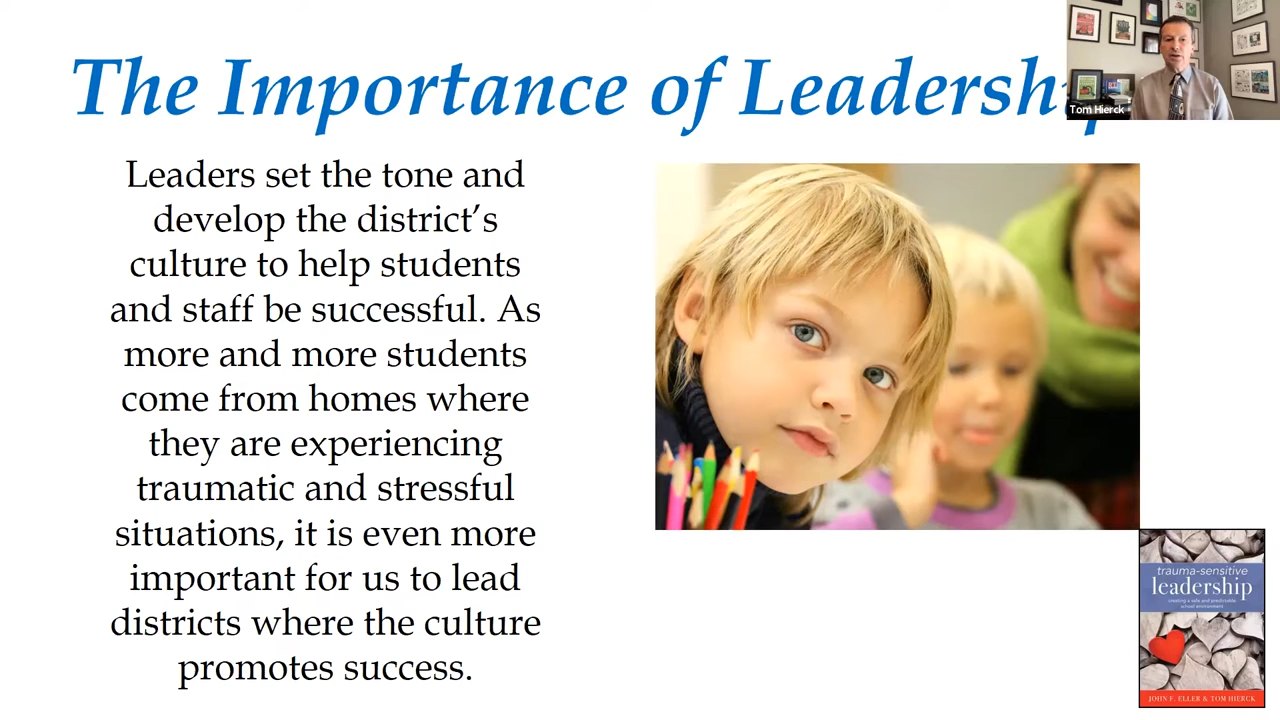 The Importance of Leadership
Tom Hierck
Leaders set the tone and
develop the district’s
culture to help students
and staff be successful. As
more and more students
come from homes where
they are experiencing
traumatic and stressful
situations, it is even more
important for us to lead
districts where the culture
promotes success.
trauma-sensitive
leadership
creating a safe and predictable
school environment
JOHN F. ELLER & TOM HIERCK